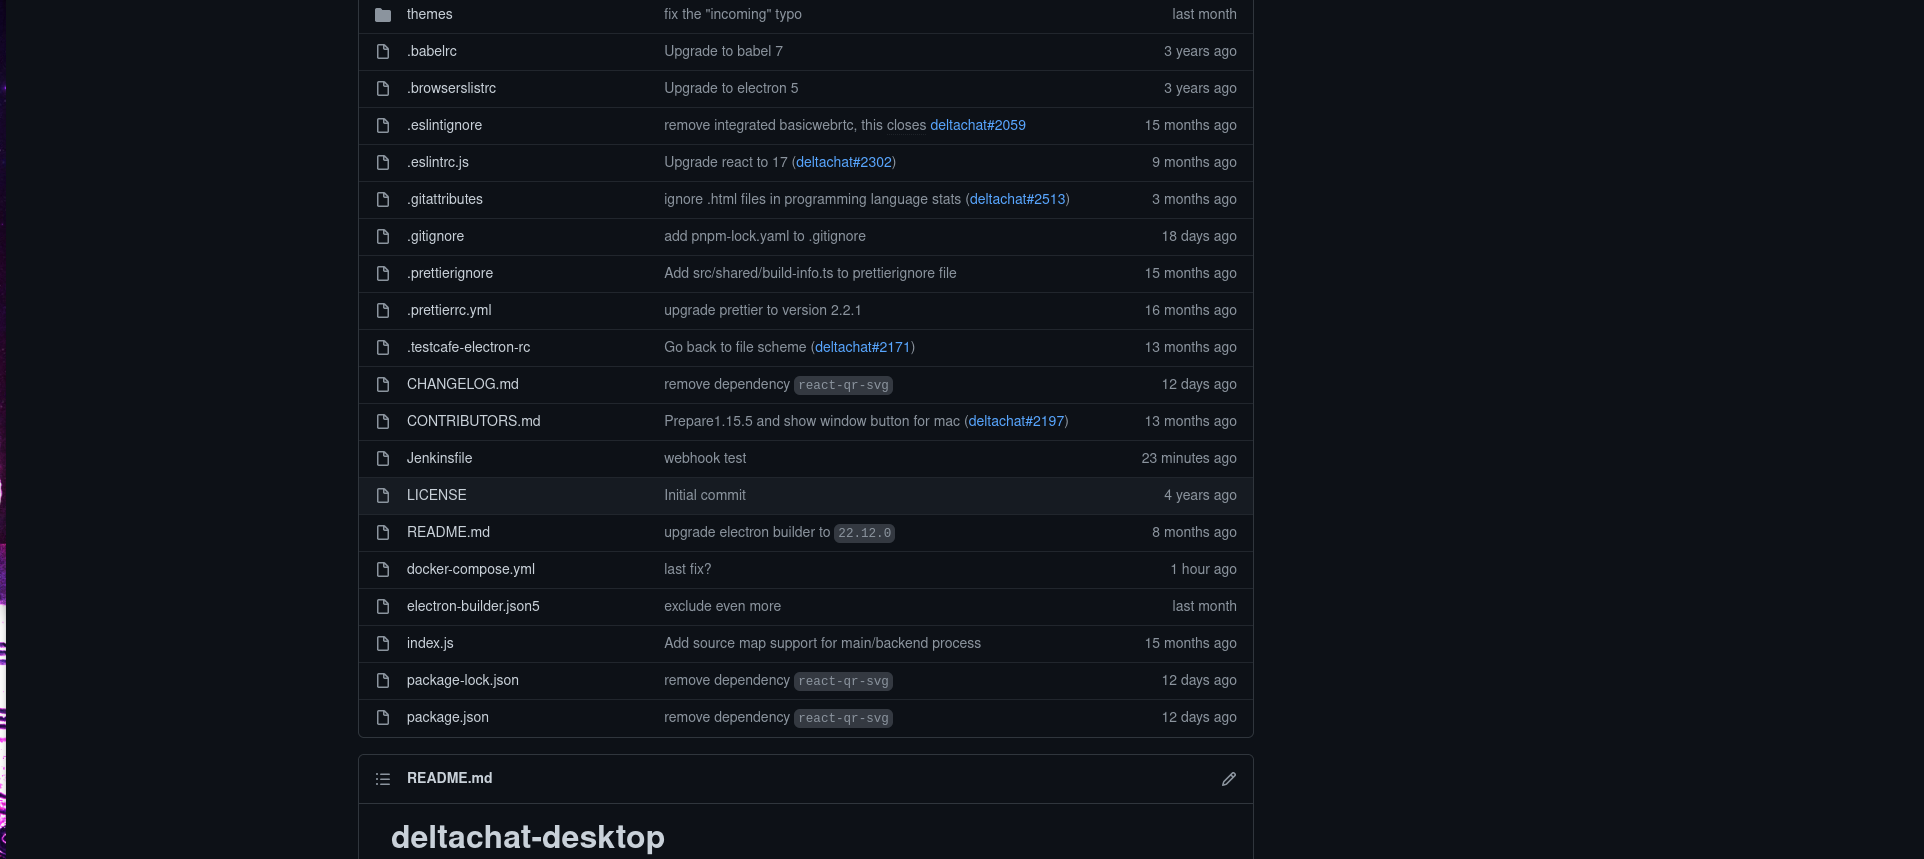 themes fix the "incoming" typo last month
.babelrc Upgrade to babel 7 3 years ago
.browserslistrc Upgrade to electron 5 3 years ago
.eslintignore remove integrated basicwebrtc, this closes deltachat#2059 15 months ago
.eslintrc.js Upgrade react to 17 (deltachat#2302) 9 months ago
.gitattributes ignore .html files in programming language stats (deltachat#2513) 3 months ago
.gitignore add pnpm-lock.yaml to .gitignore 18 days ago
.prettierignore Add src/shared/build-info.ts to prettierignore file 15 months ago
.prettierrc.yml upgrade prettier to version 2.2.1 16 months ago
.testcafe-electron-rc Go back to file scheme (deltachat#2171) 13 months ago
CHANGELOG.md remove dependency react-qr-svg 12 days ago
CONTRIBUTORS.md Prepare1.15.5 and show window button for mac (deltachat#2197) 13 months ago
Jenkinsfile webhook test 23 minutes ago
LICENSE Initial commit 4 years ago
README.md upgrade electron builder to 22.12.0 8 months ago
docker-compose.yml last fix? 1 hour ago
electron-builder.json5 exclude even more last month
index.js Add source map support for main/backend process 15 months ago
package-lock.json remove dependency react-qr-svg 12 days ago
package.json remove dependency react-qr-svg 12 days ago
README.md
deltachat-desktop